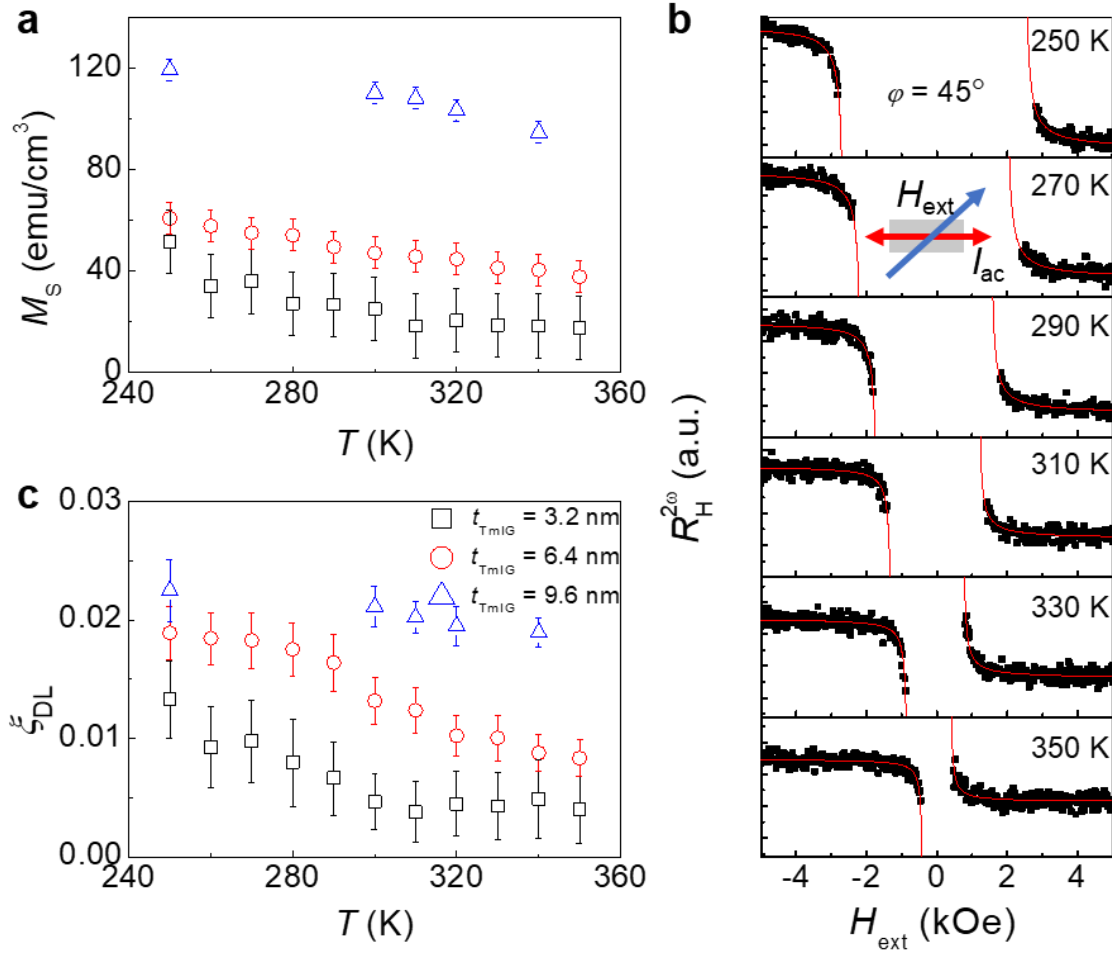 a
M_S (emu/cm³)
120
80
40
0
240 280 320 360
T (K)
b
250 K
φ = 45°
270 K
H_ext
I_ac
290 K
310 K
330 K
350 K
R_H^2ω (a.u.)
-4 -2 0 2 4
H_ext (kOe)
c
ξ_DL
0.03
0.02
0.01
0.00
t_TmIG = 3.2 nm
t_TmIG = 6.4 nm
t_TmIG = 9.6 nm
240 280 320 360
T (K)